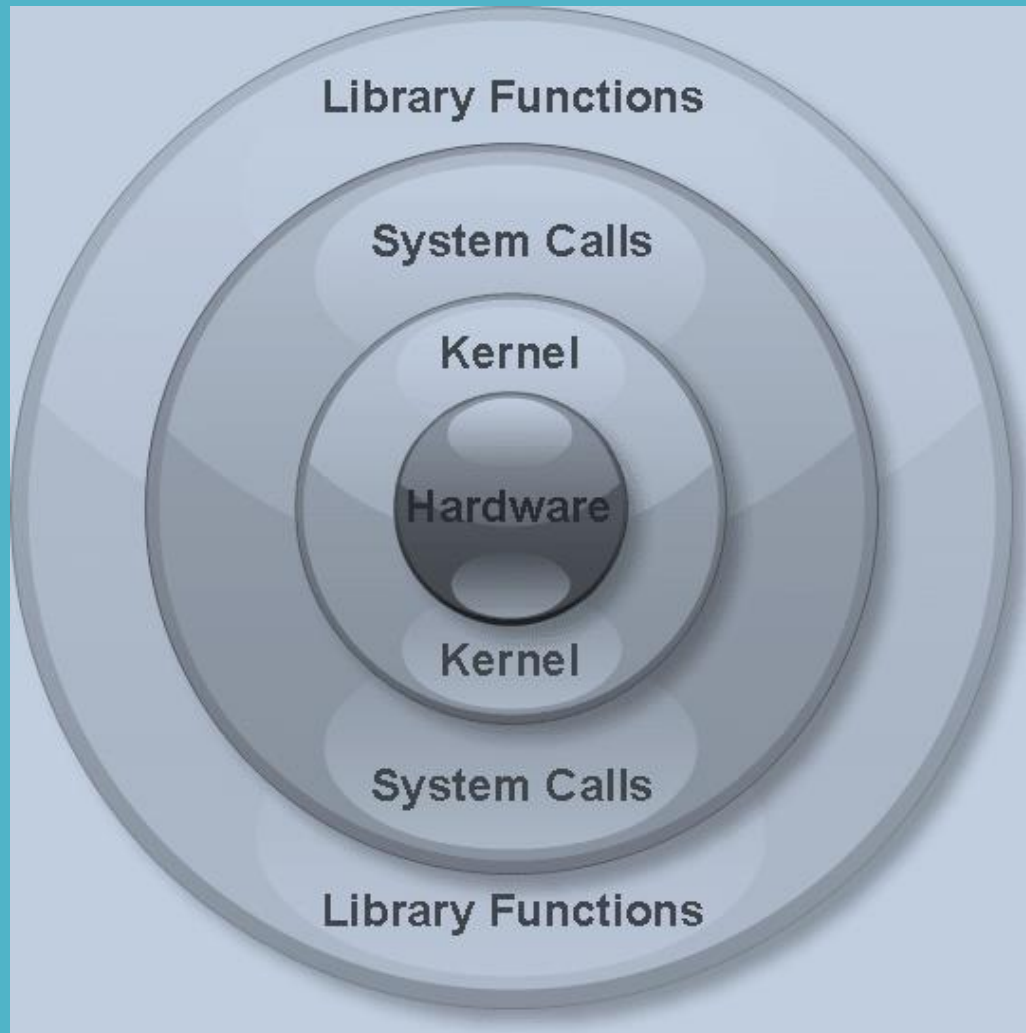 Library Functions
System Calls
Kernel
Hardware
Kernel
System Calls
Library Functions